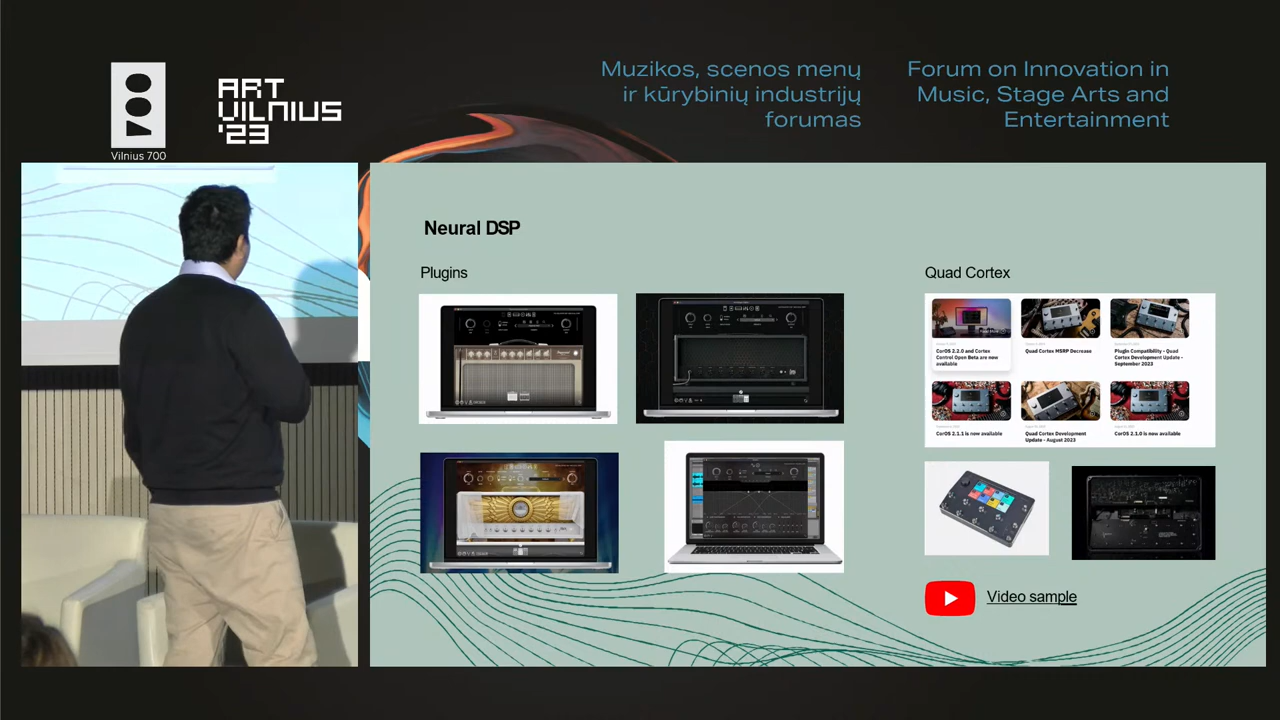 Muzikos, scenos menų
ir kūrybinių industrijų
forumas
Forum on Innovation in
Music, Stage Arts and
Entertainment
ART
VILNIUS
'23
Vilnius 700
Neural DSP
Plugins
Quad Cortex
CorOS 2.2.0 and Cortex
Control Open Beta are now
available
Quad Cortex MSRP Decrease
Plugin Compatibility - Quad
Cortex Development Update -
September 2023
CorOS 2.1.1 is now available
Quad Cortex Development
Update - August 2023
CorOS 2.1.0 is now available
Video sample